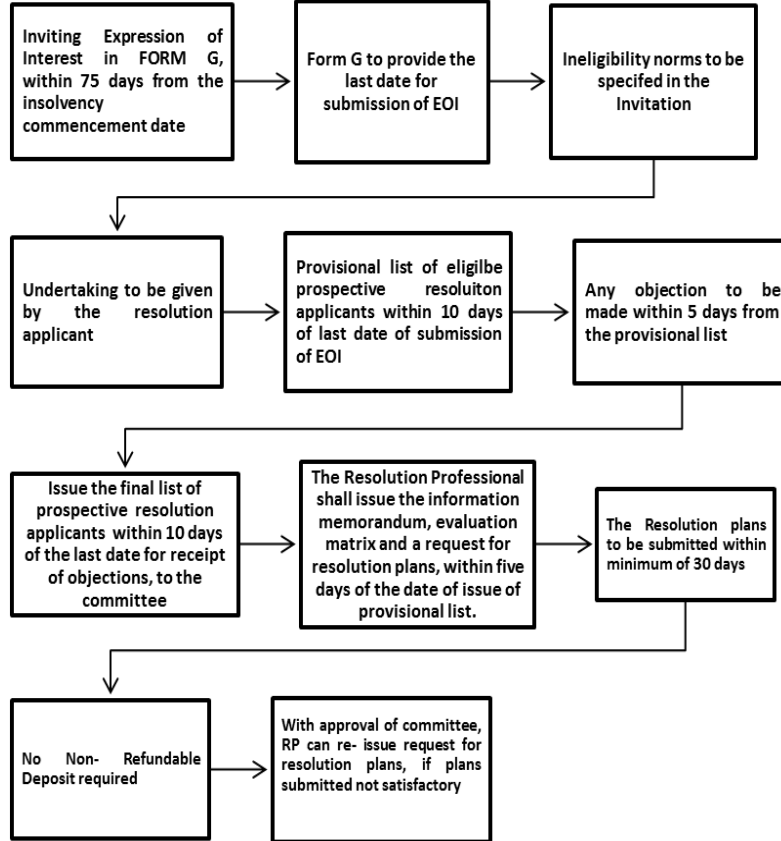 Inviting Expression of
Interest in FORM G,
within 75 days from the
insolvency
commencement date
Form G to provide the
last date for
submission of EOI
Ineligibility norms to be
specifed in the
Invitation
Undertaking to be given
by the resolution
applicant
Provisional list of eligilbe
prospective resoluiton
applicants within 10 days
of last date of submission
of EOI
Any objection to be
made within 5 days from
the provisional list
Issue the final list of
prospective resolution
applicants within 10 days
of the last date for receipt
of objections, to the
committee
The Resolution Professional
shall issue the information
memorandum, evaluation
matrix and a request for
resolution plans, within five
days of the date of issue of
provisional list.
The Resolution plans
to be submitted within
minimum of 30 days
No Non- Refundable
Deposit required
With approval of committee,
RP can re- issue request for
resolution plans, if plans
submitted not satisfactory